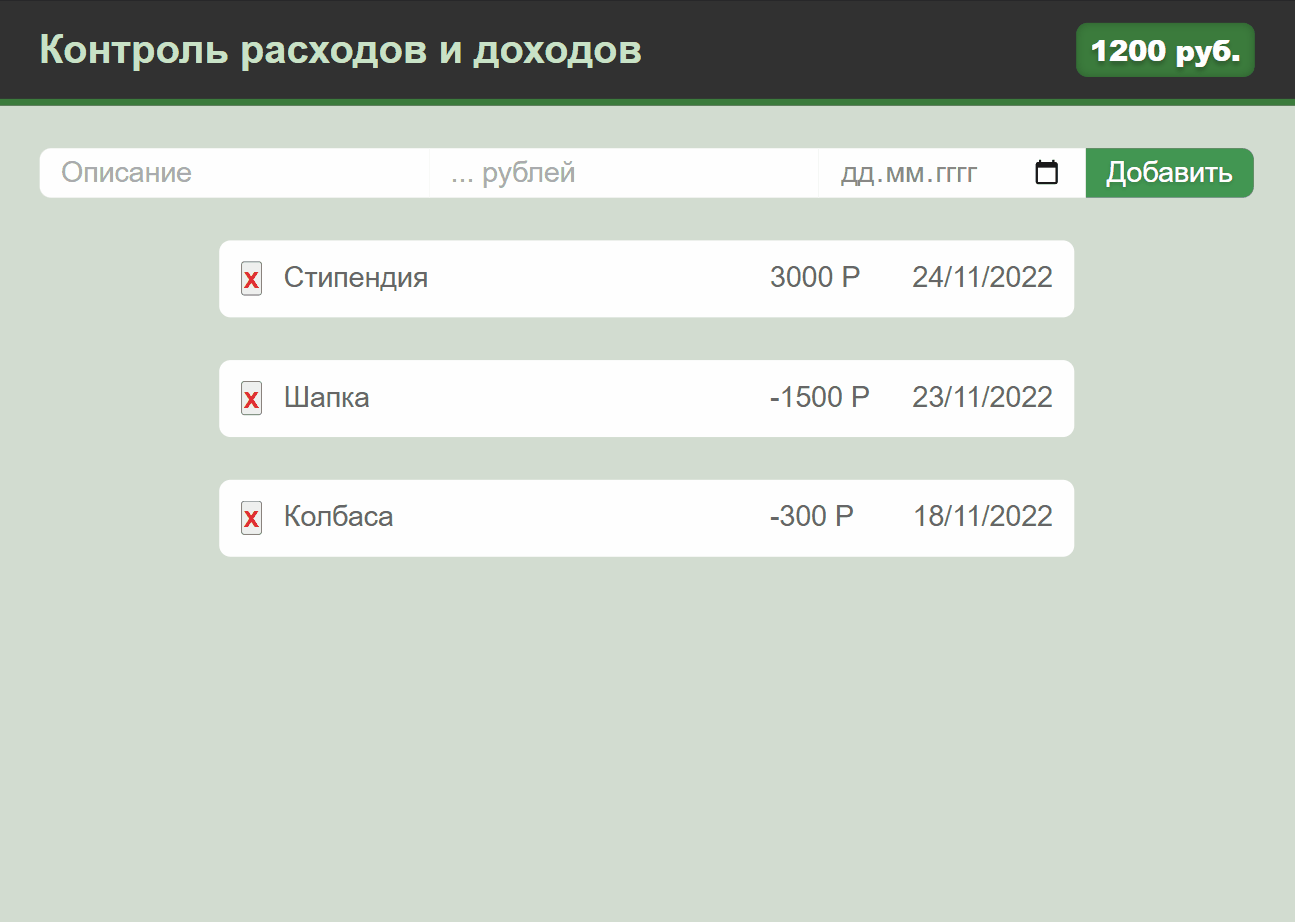 Контроль расходов и доходов 1200 руб.
Описание ... рублей дд.мм.гггг Добавить
x Стипендия 3000 Р 24/11/2022
x Шапка -1500 Р 23/11/2022
x Колбаса -300 Р 18/11/2022